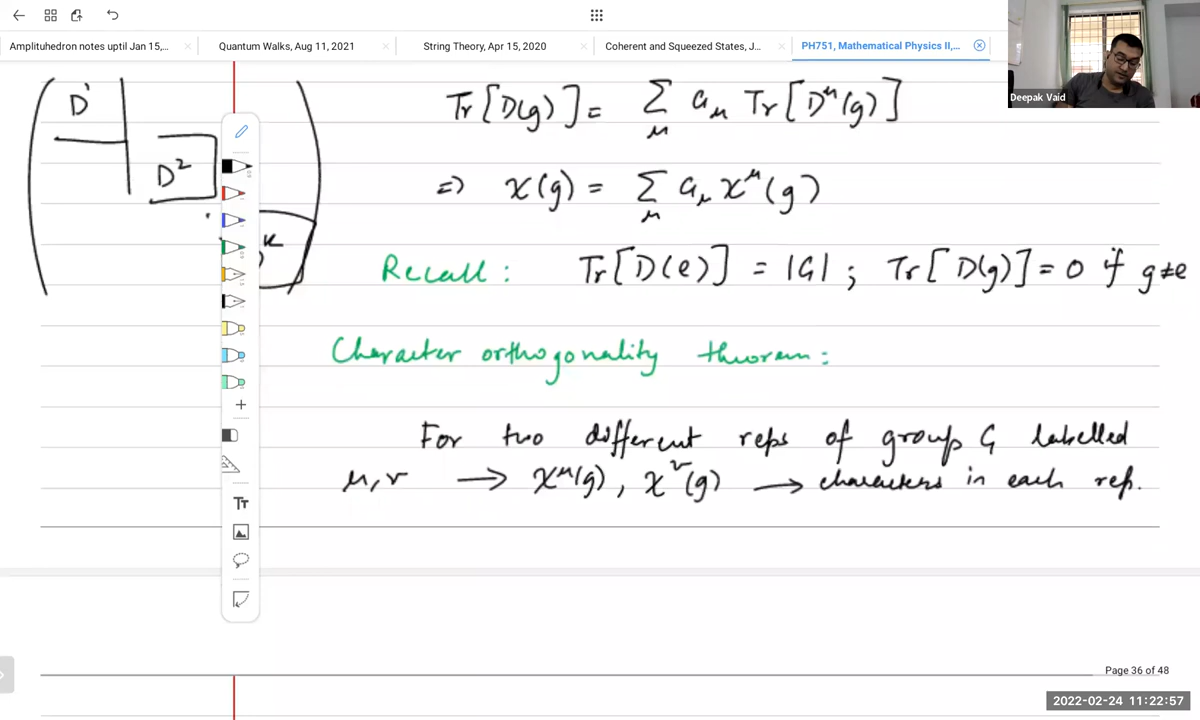 Amplituhedron notes uptil Jan 15,...
Quantum Walks, Aug 11, 2021
String Theory, Apr 15, 2020
Coherent and Squeezed States, J...
PH751, Mathematical Physics II,...
Deepak Vaid
D¹
D²
K
Tr[D(g)] = Σ_μ a_μ Tr[D^μ(g)]
=> χ(g) = Σ_μ a_μ χ^μ(g)
Recall: Tr[D(e)] = |G| ; Tr[D(g)] = 0 if g≠e
Character orthogonality theorem:
For two different reps of group G labelled
μ, ν → χ^μ(g), χ^ν(g) → characters in each rep.
Tт
Page 36 of 48
2022-02-24 11:22:57